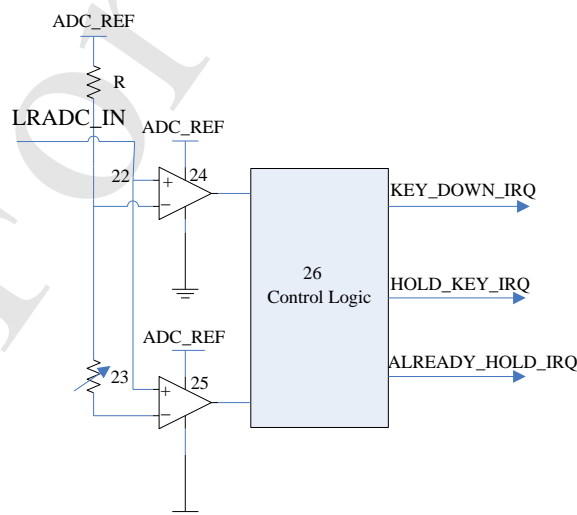 ADC_REF
R
LRADC_IN
ADC_REF
22
24
KEY_DOWN_IRQ
26
Control Logic
HOLD_KEY_IRQ
ADC_REF
ALREADY_HOLD_IRQ
23
25